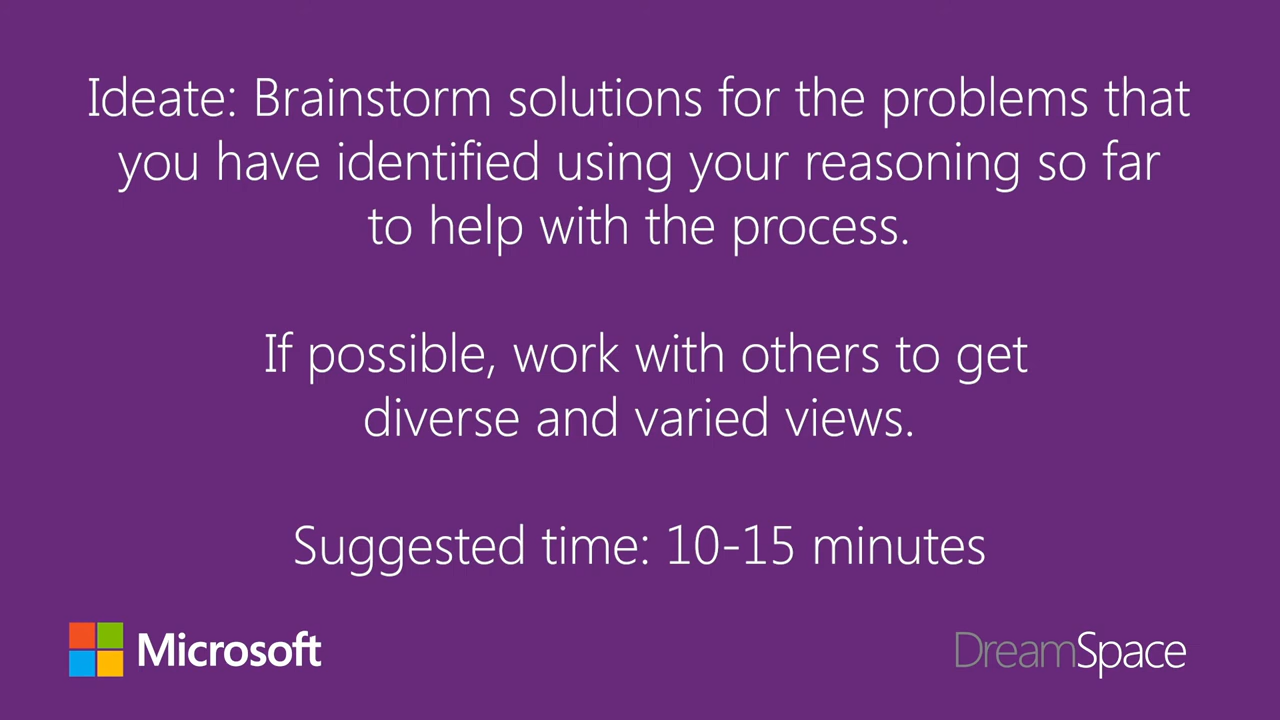 Ideate: Brainstorm solutions for the problems that
you have identified using your reasoning so far
to help with the process.
If possible, work with others to get
diverse and varied views.
Suggested time: 10-15 minutes
Microsoft
DreamSpace